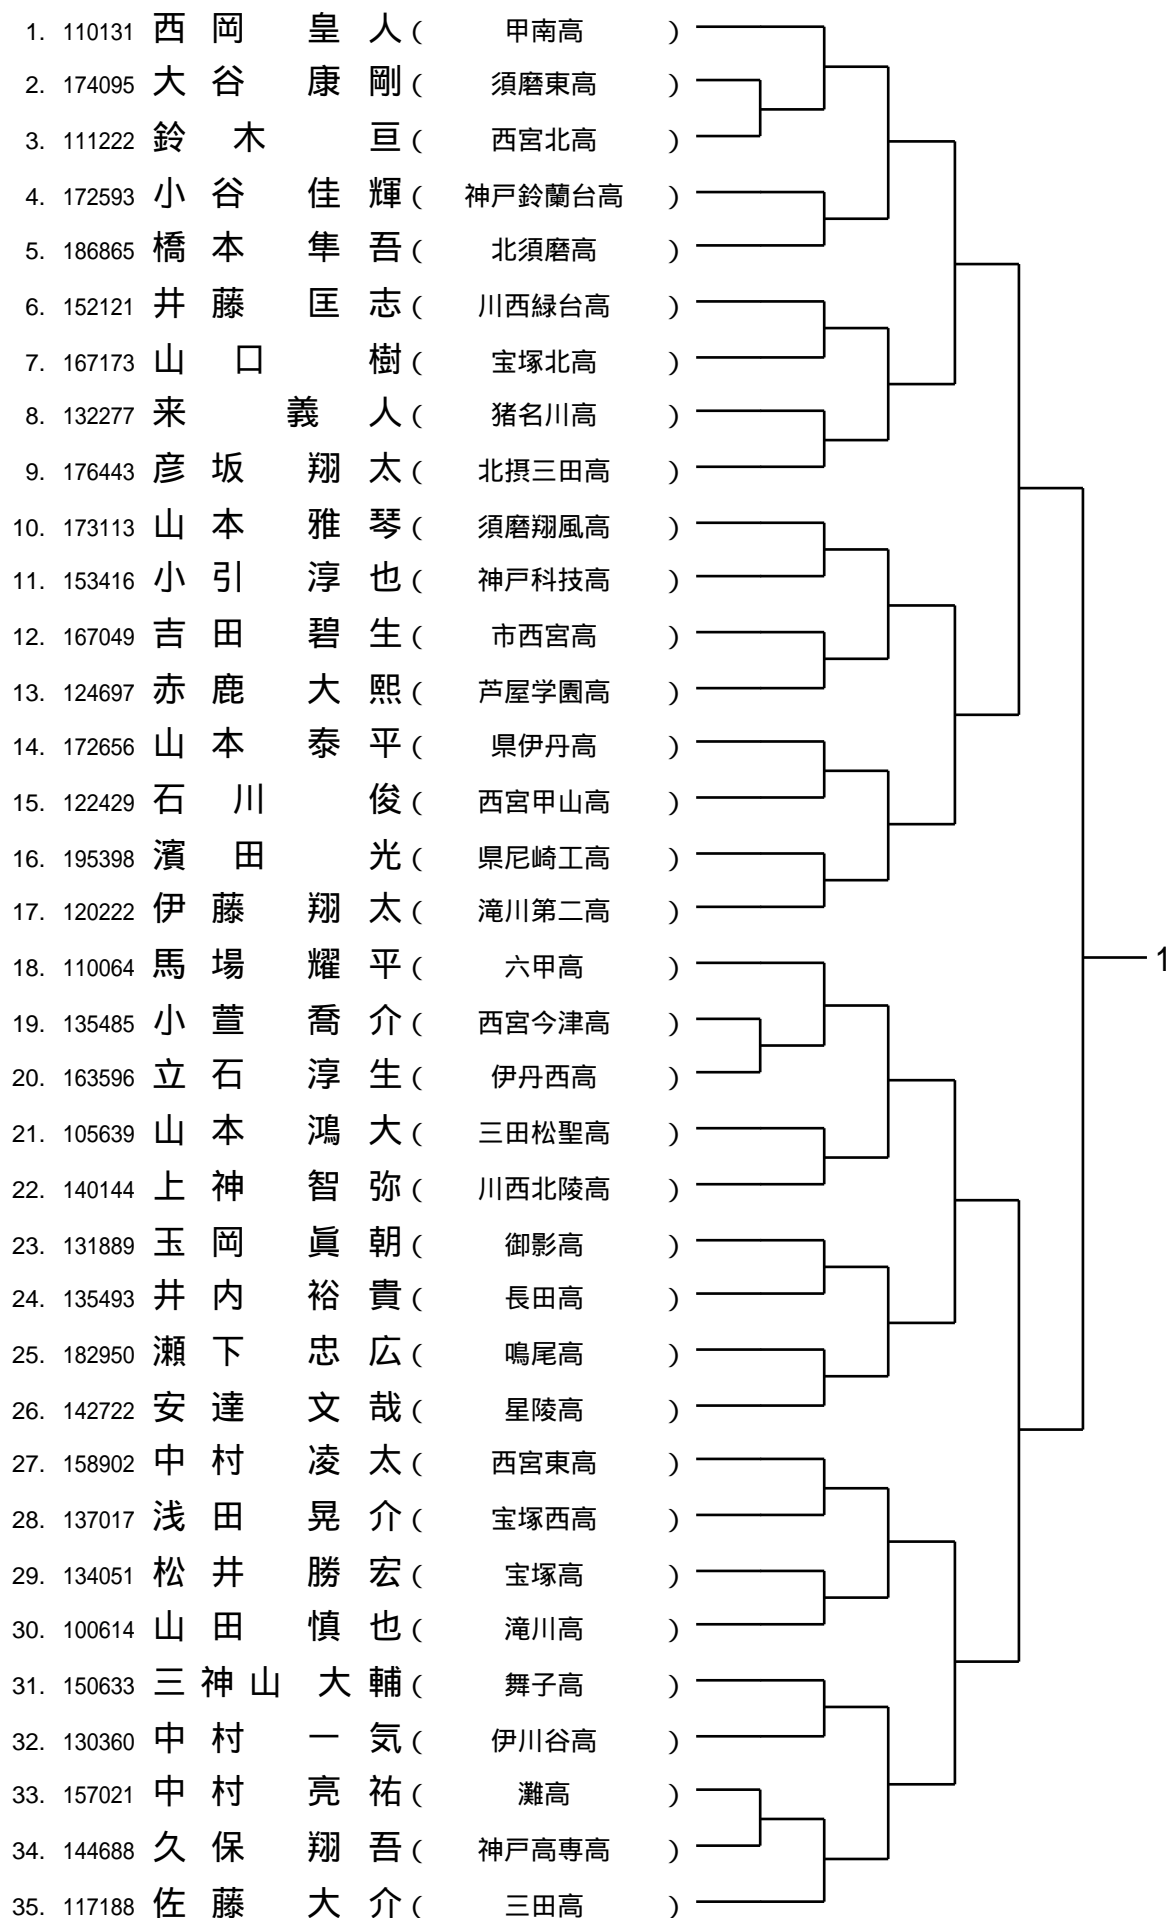 1. 110131 西岡 皇人 ( 甲南高 )
2. 174095 大谷 康剛 ( 須磨東高 )
3. 111222 鈴木 亘 ( 西宮北高 )
4. 172593 小谷 佳輝 ( 神戸鈴蘭台高 )
5. 186865 橋本 隼吾 ( 北須磨高 )
6. 152121 井藤 匡志 ( 川西緑台高 )
7. 167173 山口 樹 ( 宝塚北高 )
8. 132277 来 義人 ( 猪名川高 )
9. 176443 彦坂 翔太 ( 北摂三田高 )
10. 173113 山本 雅琴 ( 須磨翔風高 )
11. 153416 小引 淳也 ( 神戸科技高 )
12. 167049 吉田 碧生 ( 市西宮高 )
13. 124697 赤鹿 大熙 ( 芦屋学園高 )
14. 172656 山本 泰平 ( 県伊丹高 )
15. 122429 石川 俊 ( 西宮甲山高 )
16. 195398 濱田 光 ( 県尼崎工高 )
17. 120222 伊藤 翔太 ( 滝川第二高 )
18. 110064 馬場 耀平 ( 六甲高 )
1
19. 135485 小萱 喬介 ( 西宮今津高 )
20. 163596 立石 淳生 ( 伊丹西高 )
21. 105639 山本 鴻大 ( 三田松聖高 )
22. 140144 上神 智弥 ( 川西北陵高 )
23. 131889 玉岡 眞朝 ( 御影高 )
24. 135493 井内 裕貴 ( 長田高 )
25. 182950 瀬下 忠広 ( 鳴尾高 )
26. 142722 安達 文哉 ( 星陵高 )
27. 158902 中村 凌太 ( 西宮東高 )
28. 137017 浅田 晃介 ( 宝塚西高 )
29. 134051 松井 勝宏 ( 宝塚高 )
30. 100614 山田 慎也 ( 滝川高 )
31. 150633 三神山 大輔 ( 舞子高 )
32. 130360 中村 一気 ( 伊川谷高 )
33. 157021 中村 亮祐 ( 灘高 )
34. 144688 久保 翔吾 ( 神戸高専高 )
35. 117188 佐藤 大介 ( 三田高 )